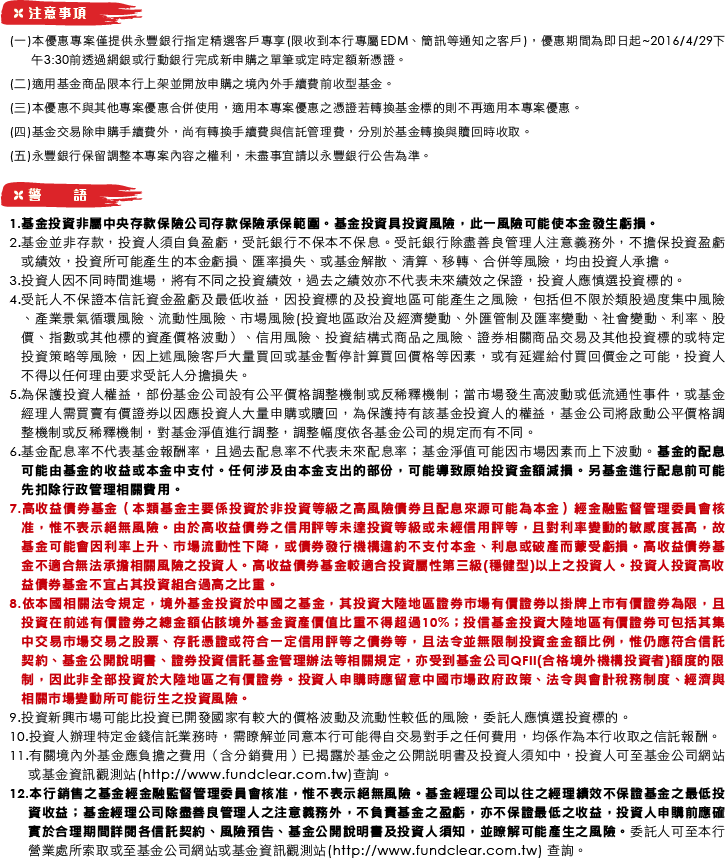 注意事項
(一)本優惠專案僅提供永豐銀行指定精選客戶專享(限收到本行專屬EDM、簡訊等通知之客戶)，優惠期間為即日起~2016/4/29下
午3:30前透過網銀或行動銀行完成新申購之單筆或定時定額新憑證。
(二)適用基金商品限本行上架並開放申購之境內外手續費前收型基金。
(三)本優惠不與其他專案優惠合併使用，適用本專案優惠之憑證若轉換基金標的則不再適用本專案優惠。
(四)基金交易除申購手續費外，尚有轉換手續費與信託管理費，分別於基金轉換與贖回時收取。
(五)永豐銀行保留調整本專案內容之權利，未盡事宜請以永豐銀行公告為準。
警 語
1.基金投資非屬中央存款保險公司存款保險承保範圍。基金投資具投資風險，此一風險可能使本金發生虧損。
2.基金並非存款，投資人須自負盈虧，受託銀行不保本不保息。受託銀行除盡善良管理人注意義務外，不擔保投資盈虧
或績效，投資所可能產生的本金虧損、匯率損失、或基金解散、清算、移轉、合併等風險，均由投資人承擔。
3.投資人因不同時間進場，將有不同之投資績效，過去之績效亦不代表未來績效之保證，投資人應慎選投資標的。
4.受託人不保證本信託資金盈虧及最低收益，因投資標的及投資地區可能產生之風險，包括但不限於類股過度集中風險
、產業景氣循環風險、流動性風險、市場風險(投資地區政治及經濟變動、外匯管制及匯率變動、社會變動、利率、股
價、指數或其他標的資產價格波動）、信用風險、投資結構式商品之風險、證券相關商品交易及其他投資標的或特定
投資策略等風險，因上述風險客戶大量買回或基金暫停計算買回價格等因素，或有延遲給付買回價金之可能，投資人
不得以任何理由要求受託人分擔損失。
5.為保護投資人權益，部份基金公司設有公平價格調整機制或反稀釋機制；當市場發生高波動或低流通性事件，或基金
經理人需買賣有價證券以因應投資人大量申購或贖回，為保護持有該基金投資人的權益，基金公司將啟動公平價格調
整機制或反稀釋機制，對基金淨值進行調整，調整幅度依各基金公司的規定而有不同。
6.基金配息率不代表基金報酬率，且過去配息率不代表未來配息率；基金淨值可能因市場因素而上下波動。基金的配息
可能由基金的收益或本金中支付。任何涉及由本金支出的部份，可能導致原始投資金額減損。另基金進行配息前可能
先扣除行政管理相關費用。
7.高收益債券基金（本類基金主要係投資於非投資等級之高風險債券且配息來源可能為本金）經金融監督管理委員會核
准，惟不表示絕無風險。由於高收益債券之信用評等未達投資等級或未經信用評等，且對利率變動的敏感度甚高，故
基金可能會因利率上升、市場流動性下降，或債券發行機構違約不支付本金、利息或破產而蒙受虧損。高收益債券基
金不適合無法承擔相關風險之投資人。高收益債券基金較適合投資屬性第三級(穩健型)以上之投資人。投資人投資高收
益債券基金不宜占其投資組合過高之比重。
8.依本國相關法令規定，境外基金投資於中國之基金，其投資大陸地區證券市場有價證券以掛牌上市有價證券為限，且
投資在前述有價證券之總金額佔該境外基金資產價值比重不得超過10%；投信基金投資大陸地區有價證券可包括其集
中交易市場交易之股票、存託憑證或符合一定信用評等之債券等，且法令並無限制投資金金額比例，惟仍應符合信託
契約、基金公開說明書、證券投資信託基金管理辦法等相關規定，亦受到基金公司QFII(合格境外機構投資者)額度的限
制，因此非全部投資於大陸地區之有價證券。投資人申購時應留意中國市場政府政策、法令與會計稅務制度、經濟與
相關市場變動所可能衍生之投資風險。
9.投資新興市場可能比投資已開發國家有較大的價格波動及流動性較低的風險，委託人應慎選投資標的。
10.投資人辦理特定金錢信託業務時，需瞭解並同意本行可能得自交易對手之任何費用，均係作為本行收取之信託報酬。
11.有關境內外基金應負擔之費用（含分銷費用）已揭露於基金之公開說明書及投資人須知中，投資人可至基金公司網站
或基金資訊觀測站(http://www.fundclear.com.tw)查詢。
12.本行銷售之基金經金融監督管理委員會核准，惟不表示絕無風險。基金經理公司以往之經理績效不保證基金之最低投
資收益；基金經理公司除盡善良管理人之注意義務外，不負責基金之盈虧，亦不保證最低之收益，投資人申購前應確
實於合理期間詳閱各信託契約、風險預告、基金公開說明書及投資人須知，並瞭解可能產生之風險。委託人可至本行
營業處所索取或至基金公司網站或基金資訊觀測站(http://www.fundclear.com.tw) 查詢。